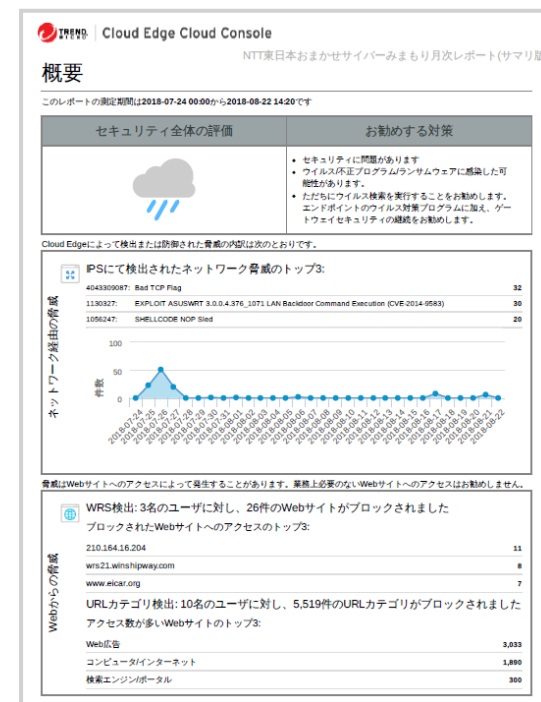 TREND MICRO Cloud Edge Cloud Console
NTT東日本おまかせサイバーみまもり月次レポート(サマリ版
概要
このレポートの測定期間は2018-07-24 00:00から2018-08-22 14:20です
セキュリティ全体の評価 お勧めする対策
• セキュリティに問題があります
• ウイルス/不正プログラム/ランサムウェアに感染した可
能性があります。
• ただちにウイルス検索を実行することをお勧めします。
エンドポイントのウイルス対策プログラムに加え、ゲー
トウェイセキュリティの継続をお勧めします。
Cloud Edgeによって検出または防御された脅威の内訳は次のとおりです。
ネットワーク経由の脅威
IPSにて検出されたネットワーク脅威のトップ3:
4043309087: Bad TCP Flag 32
1130327: EXPLOIT ASUSWRT 3.0.0.4.376_1071 LAN Backdoor Command Execution (CVE-2014-9583) 30
1056247: SHELLCODE NOP Sled 20
件数
100
50
0
2018-07-24
2018-07-25
2018-07-26
2018-07-27
2018-07-28
2018-07-29
2018-07-30
2018-07-31
2018-08-01
2018-08-02
2018-08-03
2018-08-04
2018-08-05
2018-08-06
2018-08-07
2018-08-08
2018-08-09
2018-08-10
2018-08-11
2018-08-12
2018-08-13
2018-08-14
2018-08-15
2018-08-16
2018-08-17
2018-08-18
2018-08-19
2018-08-20
2018-08-21
2018-08-22
脅威はWebサイトへのアクセスによって発生することがあります。業務上必要のないWebサイトへのアクセスはお勧めしません。
Webからの脅威
WRS検出: 3名のユーザに対し、26件のWebサイトがブロックされました
ブロックされたWebサイトへのアクセスのトップ3:
210.164.16.204 11
wrs21.winshipway.com 8
www.eicar.org 7
URLカテゴリ検出: 10名のユーザに対し、5,519件のURLカテゴリがブロックされました
アクセス数が多いWebサイトのトップ3:
Web広告 3,033
コンピュータ/インターネット 1,890
検索エンジン/ポータル 300